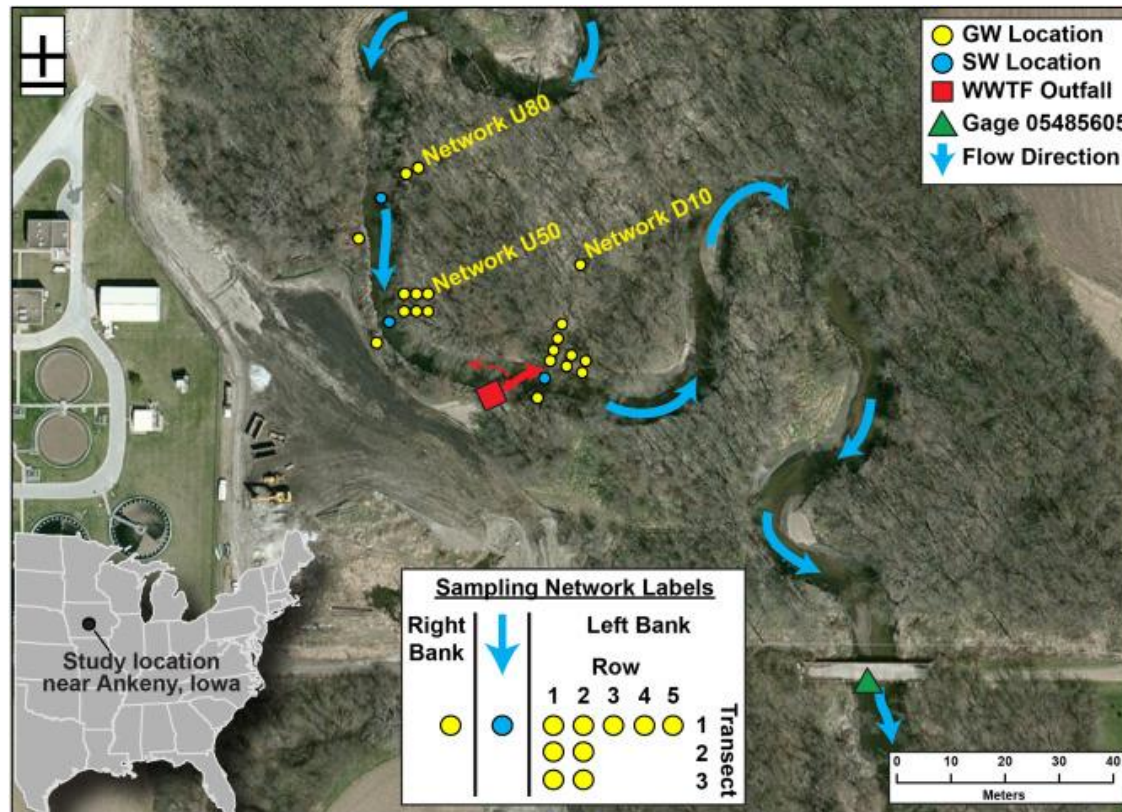 GW Location
SW Location
WWTF Outfall
Gage 05485605
Flow Direction
Network U80
Network D10
Network U50
Sampling Network Labels
Right
Bank
Left Bank
Row
1 2 3 4 5
Transect
1
2
3
Study location
near Ankeny, Iowa
0 10 20 30 40
Meters